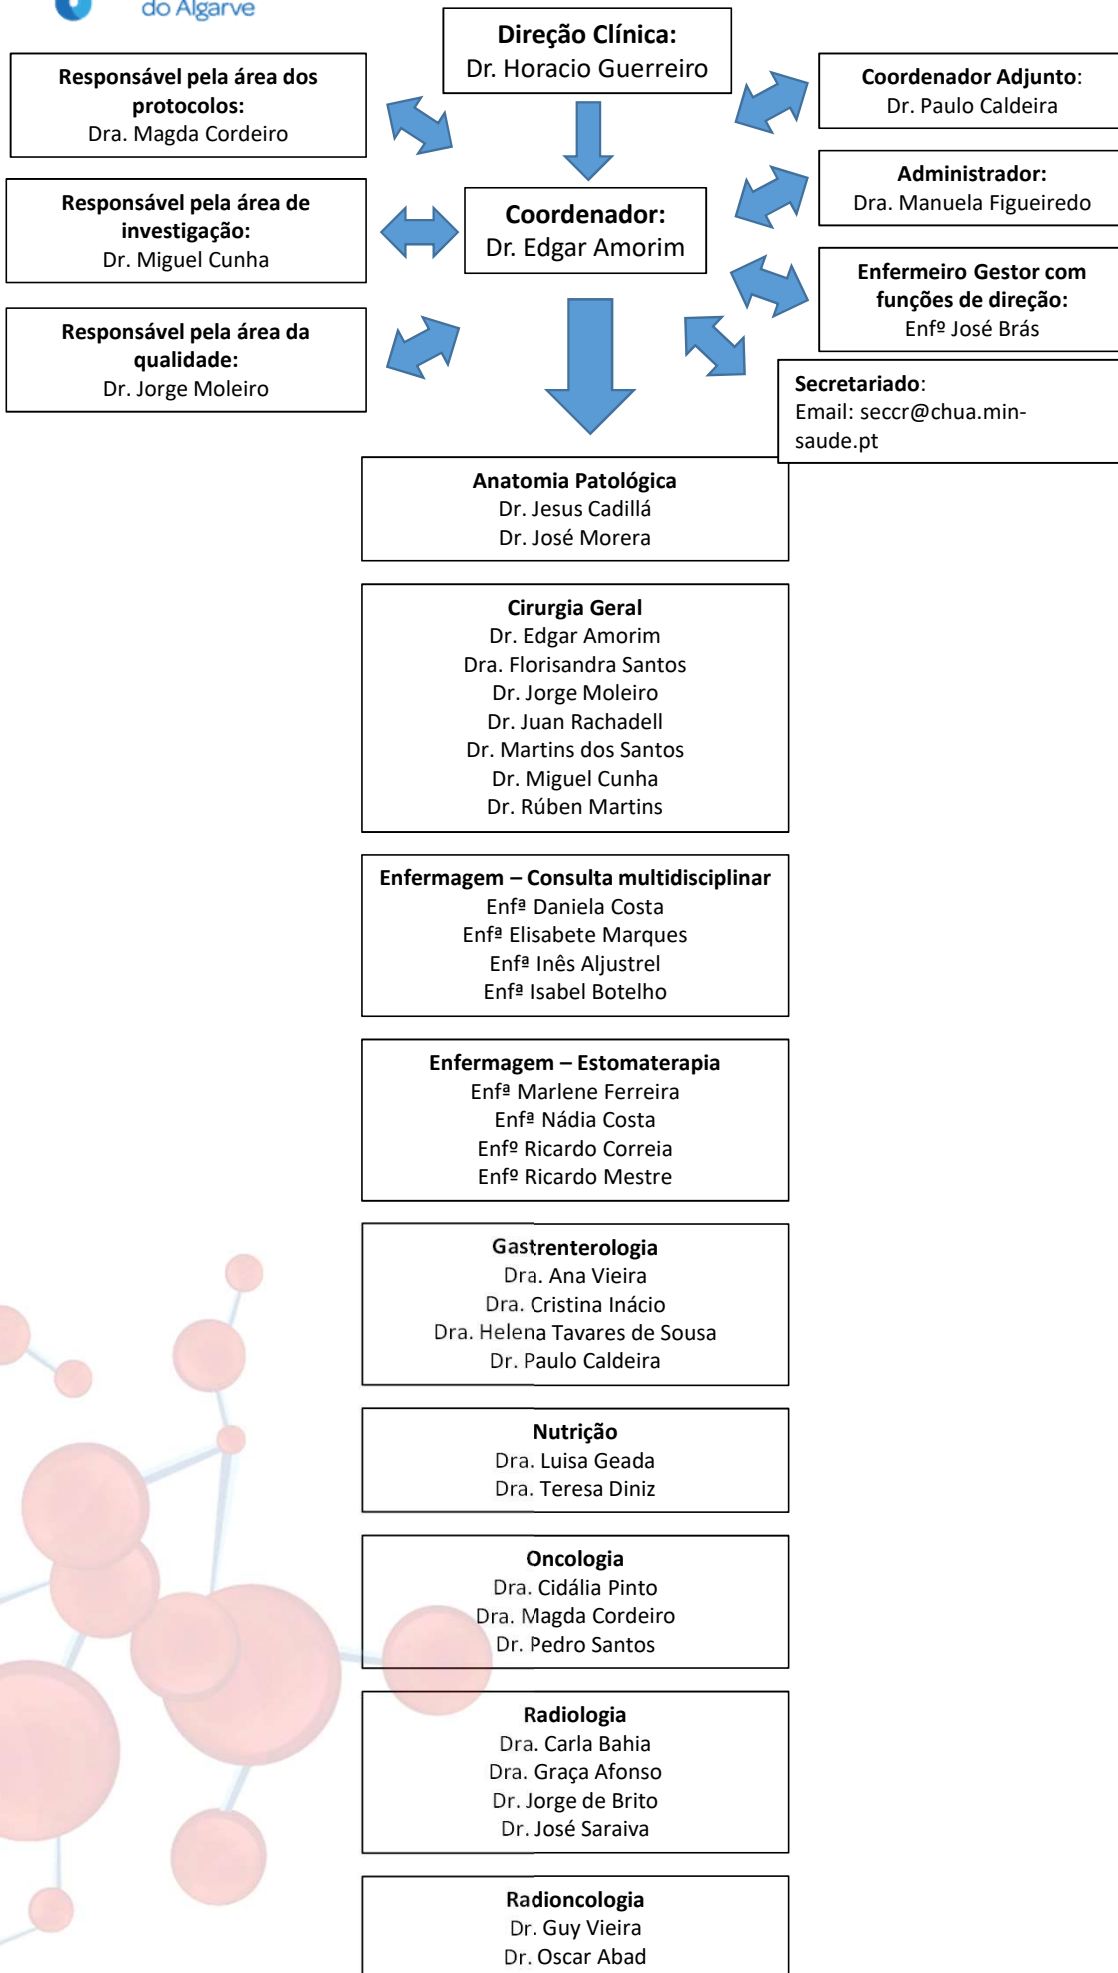 do Algarve
Direção Clínica:
Dr. Horacio Guerreiro
Responsável pela área dos
protocolos:
Dra. Magda Cordeiro
Coordenador Adjunto:
Dr. Paulo Caldeira
Responsável pela área de
investigação:
Dr. Miguel Cunha
Coordenador:
Dr. Edgar Amorim
Administrador:
Dra. Manuela Figueiredo
Responsável pela área da
qualidade:
Dr. Jorge Moleiro
Enfermeiro Gestor com
funções de direção:
Enfº José Brás
Secretariado:
Email: seccr@chua.min-
saude.pt
Anatomia Patológica
Dr. Jesus Cadillá
Dr. José Morera
Cirurgia Geral
Dr. Edgar Amorim
Dra. Florisandra Santos
Dr. Jorge Moleiro
Dr. Juan Rachadell
Dr. Martins dos Santos
Dr. Miguel Cunha
Dr. Rúben Martins
Enfermagem – Consulta multidisciplinar
Enfª Daniela Costa
Enfª Elisabete Marques
Enfª Inês Aljustrel
Enfª Isabel Botelho
Enfermagem – Estomaterapia
Enfª Marlene Ferreira
Enfª Nádia Costa
Enfº Ricardo Correia
Enfº Ricardo Mestre
Gastrenterologia
Dra. Ana Vieira
Dra. Cristina Inácio
Dra. Helena Tavares de Sousa
Dr. Paulo Caldeira
Nutrição
Dra. Luisa Geada
Dra. Teresa Diniz
Oncologia
Dra. Cidália Pinto
Dra. Magda Cordeiro
Dr. Pedro Santos
Radiologia
Dra. Carla Bahia
Dra. Graça Afonso
Dr. Jorge de Brito
Dr. José Saraiva
Radioncologia
Dr. Guy Vieira
Dr. Oscar Abad